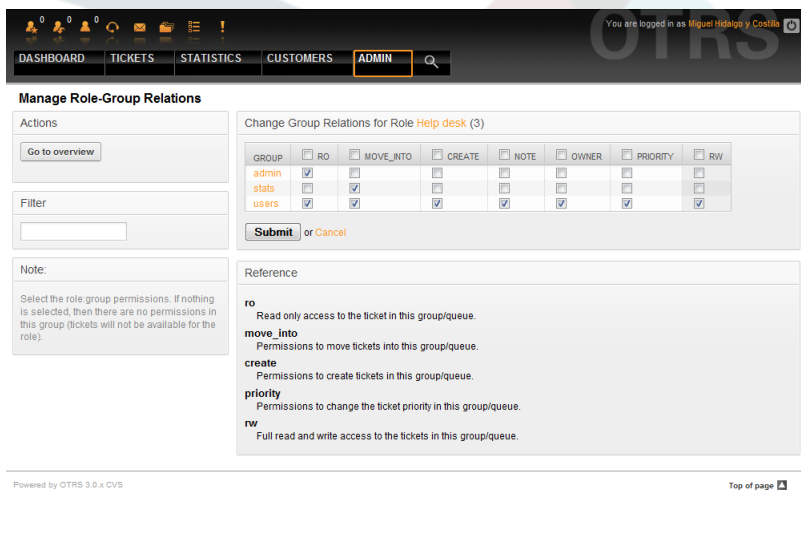 0 0 0
You are logged in as Miguel Hidalgo y Costilla
OTRS
DASHBOARD TICKETS STATISTICS CUSTOMERS ADMIN
Manage Role-Group Relations
Actions
Go to overview
Filter
Note:
Select the role:group permissions. If nothing
is selected, then there are no permissions in
this group (tickets will not be available for the
role).
Change Group Relations for Role Help desk (3)
GROUP RO MOVE_INTO CREATE NOTE OWNER PRIORITY RW
admin
stats
users
Submit or Cancel
Reference
ro
Read only access to the ticket in this group/queue.
move_into
Permissions to move tickets into this group/queue.
create
Permissions to create tickets in this group/queue.
priority
Permissions to change the ticket priority in this group/queue.
rw
Full read and write access to the tickets in this group/queue.
Powered by OTRS 3.0.x CVS
Top of page